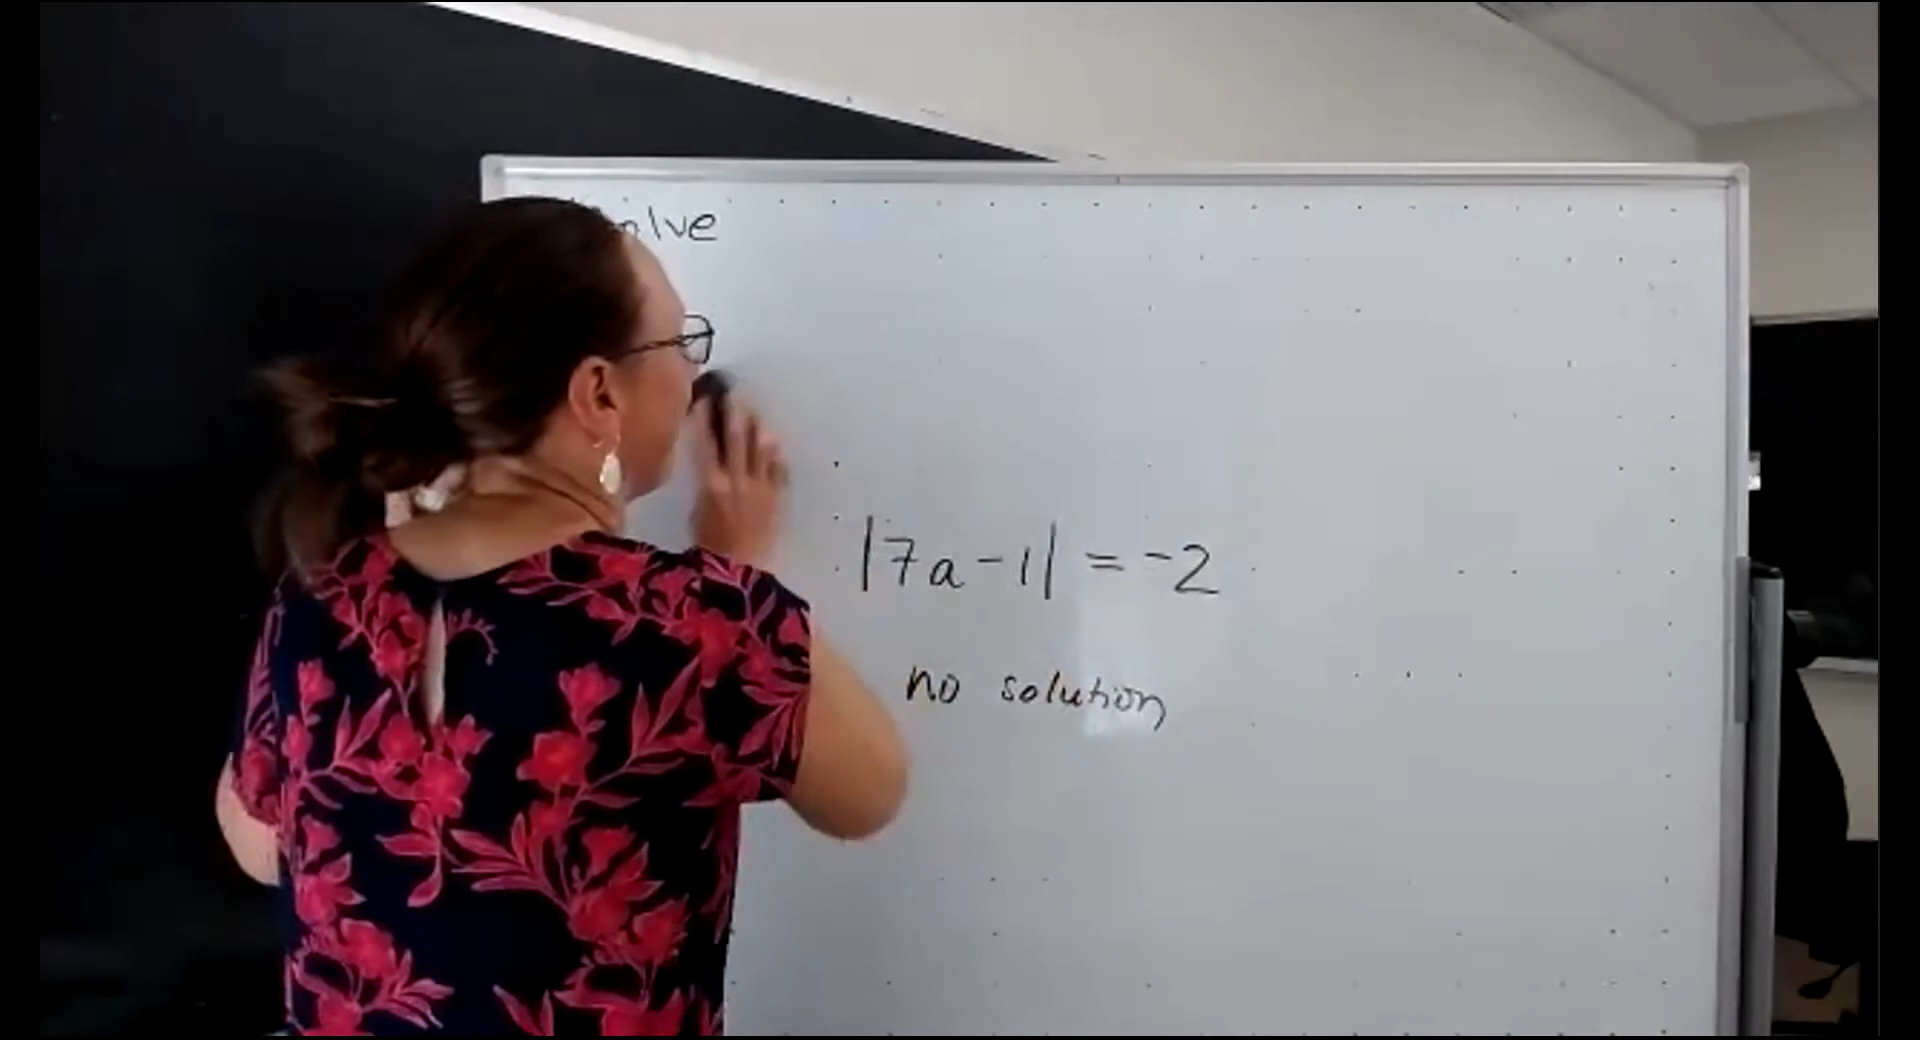 |7a-1| = -2
no solution